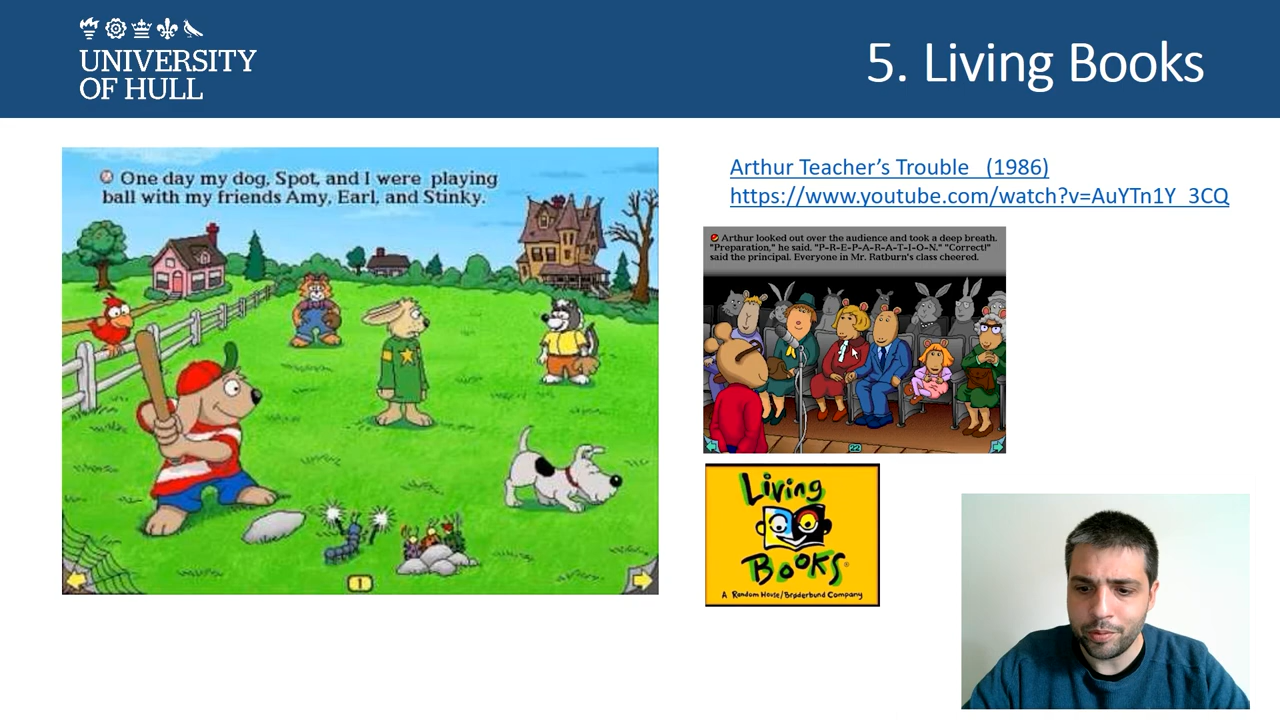 UNIVERSITY
OF HULL
5. Living Books
One day my dog, Spot, and I were playing
ball with my friends Amy, Earl, and Stinky.
1
Arthur Teacher's Trouble (1986)
https://www.youtube.com/watch?v=AuYTn1Y_3CQ
Arthur looked out over the audience and took a deep breath.
"Preparation," he said. "P-R-E-P-A-R-A-T-I-O-N." "Correct!"
said the principal. Everyone in Mr. Ratburn's class cheered.
22
Living
Books
A Random House/Brøderbund Company